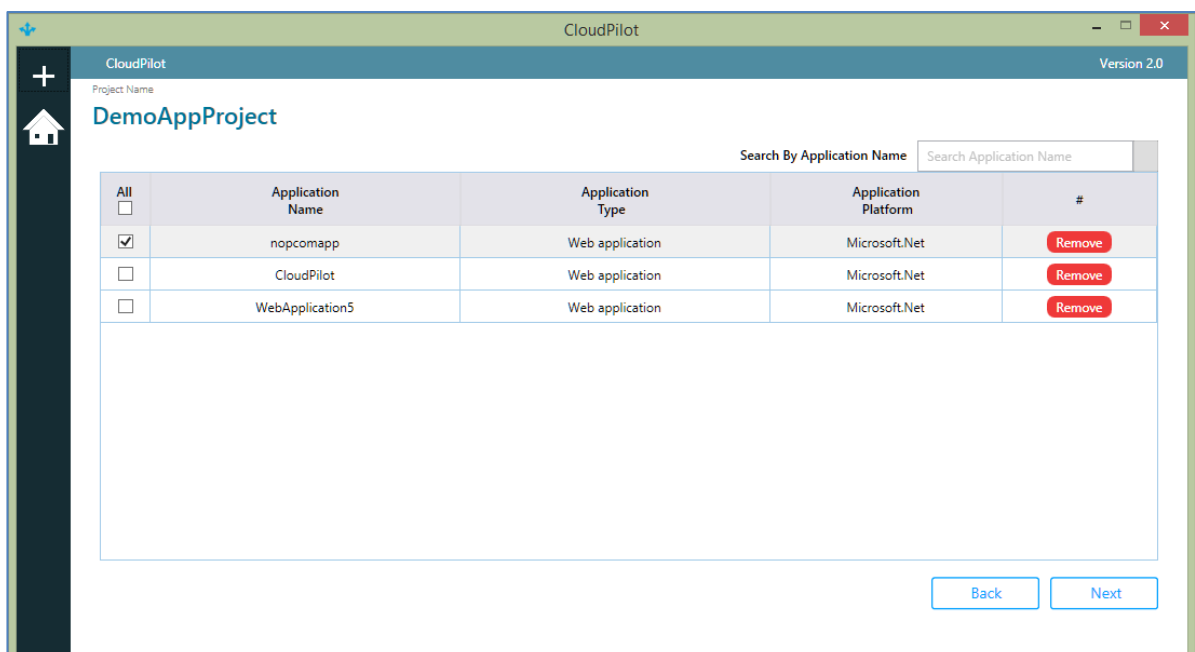 CloudPilot
CloudPilot Version 2.0
Project Name
DemoAppProject
Search By Application Name Search Application Name
All Application Name Application Type Application Platform #
nopcomapp Web application Microsoft.Net Remove
CloudPilot Web application Microsoft.Net Remove
WebApplication5 Web application Microsoft.Net Remove
Back Next